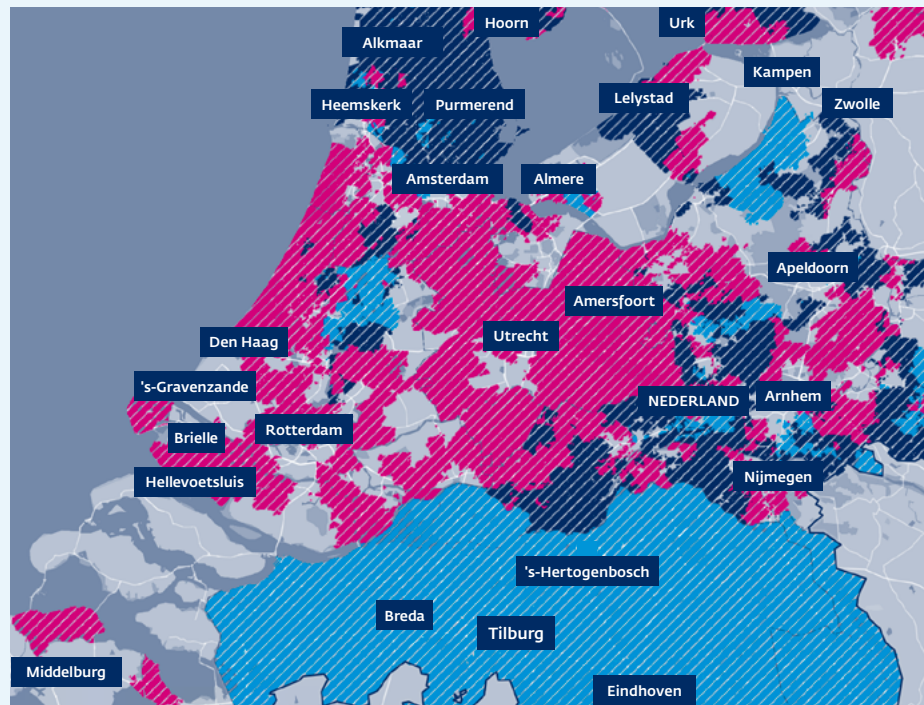 Hoorn
Urk
Alkmaar
Kampen
Heemskerk
Purmerend
Lelystad
Zwolle
Amsterdam
Almere
Apeldoorn
Amersfoort
Den Haag
Utrecht
's-Gravenzande
NEDERLAND
Arnhem
Brielle
Rotterdam
Hellevoetsluis
Nijmegen
's-Hertogenbosch
Breda
Tilburg
Middelburg
Eindhoven